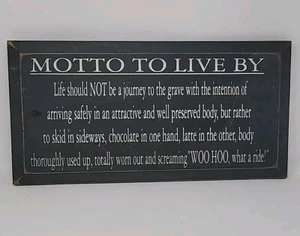 MOTTO TO LIVE BY
Life should NOT be a journey to the grave with the intention of
arriving safely in an attractive and well preserved body, but rather
to skid in sideways, chocolate in one hand, latte in the other, body
thoroughly used up, totally worn out and screaming "WOO HOO, what a ride!"